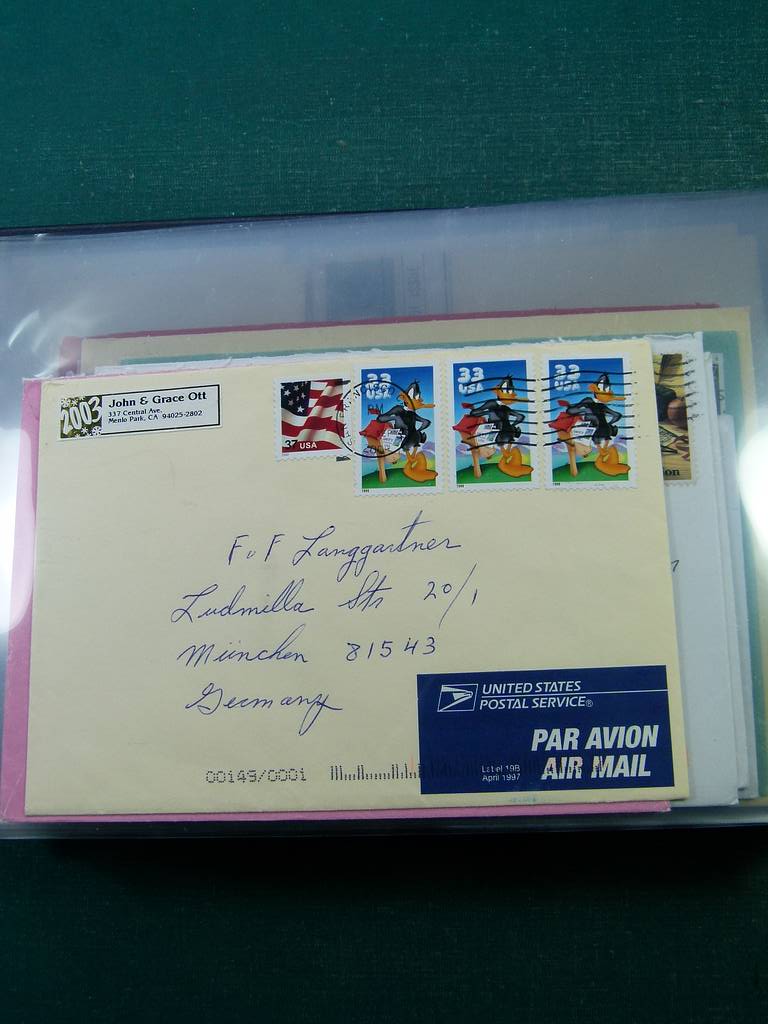 2003
John & Grace Ott
337 Central Ave.
Menlo Park, CA 94025-2802
37 USA
33 USA
33 USA
33 USA
on
F. F Langgartner
Ludmilla Str 20/1
München 81543
Germany
UNITED STATES
POSTAL SERVICE®
PAR AVION
AIR MAIL
Label 19B
April 1997
00149/0001